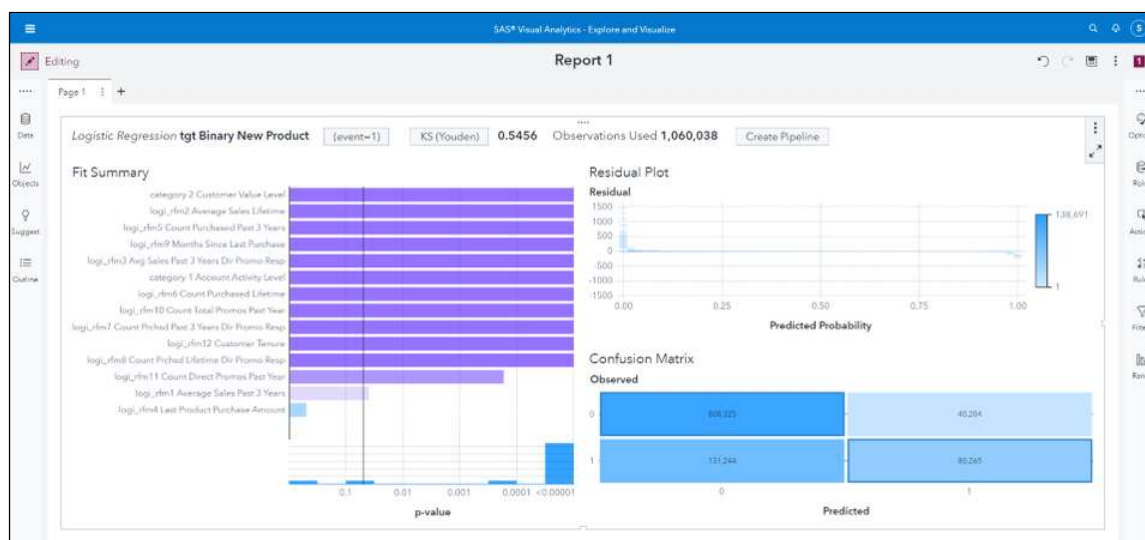 SAS® Visual Analytics - Explore and Visualize
S
Editing
Report 1
1
Page 1
Data
Objects
Suggest
Outline
Logistic Regression tgt Binary New Product (event=1) KS (Youden) 0.5456 Observations Used 1,060,038 Create Pipeline
Fit Summary
category 2 Customer Value Level
logi_rfm2 Average Sales Lifetime
logi_rfm5 Count Purchased Past 3 Years
logi_rfm9 Months Since Last Purchase
logi_rfm3 Avg Sales Past 3 Years Dir Promo Resp
category 1 Account Activity Level
logi_rfm6 Count Purchased Lifetime
logi_rfm10 Count Total Promos Past Year
logi_rfm7 Count Prchsd Past 3 Years Dir Promo Resp
logi_rfm12 Customer Tenure
logi_rfm8 Count Prchsd Lifetime Dir Promo Resp
logi_rfm11 Count Direct Promos Past Year
logi_rfm1 Average Sales Past 3 Years
logi_rfm4 Last Product Purchase Amount
0.1 0.01 0.001 0.0001 <0.00001
p-value
Residual Plot
Residual
1500
1000
500
0
-500
-1000
-1500
0.00 0.25 0.50 0.75 1.00
Predicted Probability
138,691
1
Confusion Matrix
Observed
0 40,204
1 131,244 80,265
0 1
Predicted